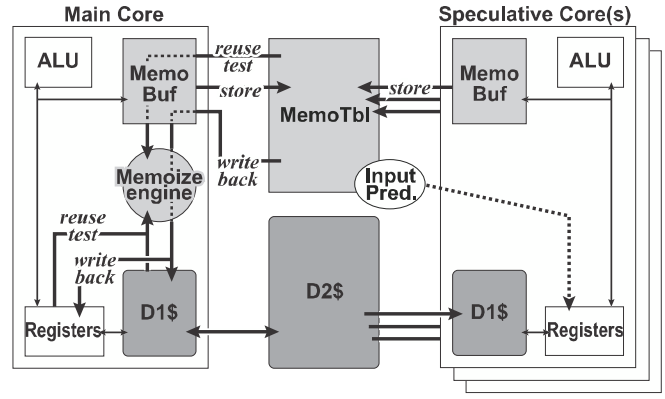 Main Core
Speculative Core(s)
ALU
Memo
Buf
reuse
test
store
write
back
MemoTbl
store
Memo
Buf
ALU
Memoize
engine
Input
Pred.
reuse
test
write
back
Registers
D1$
D2$
D1$
Registers